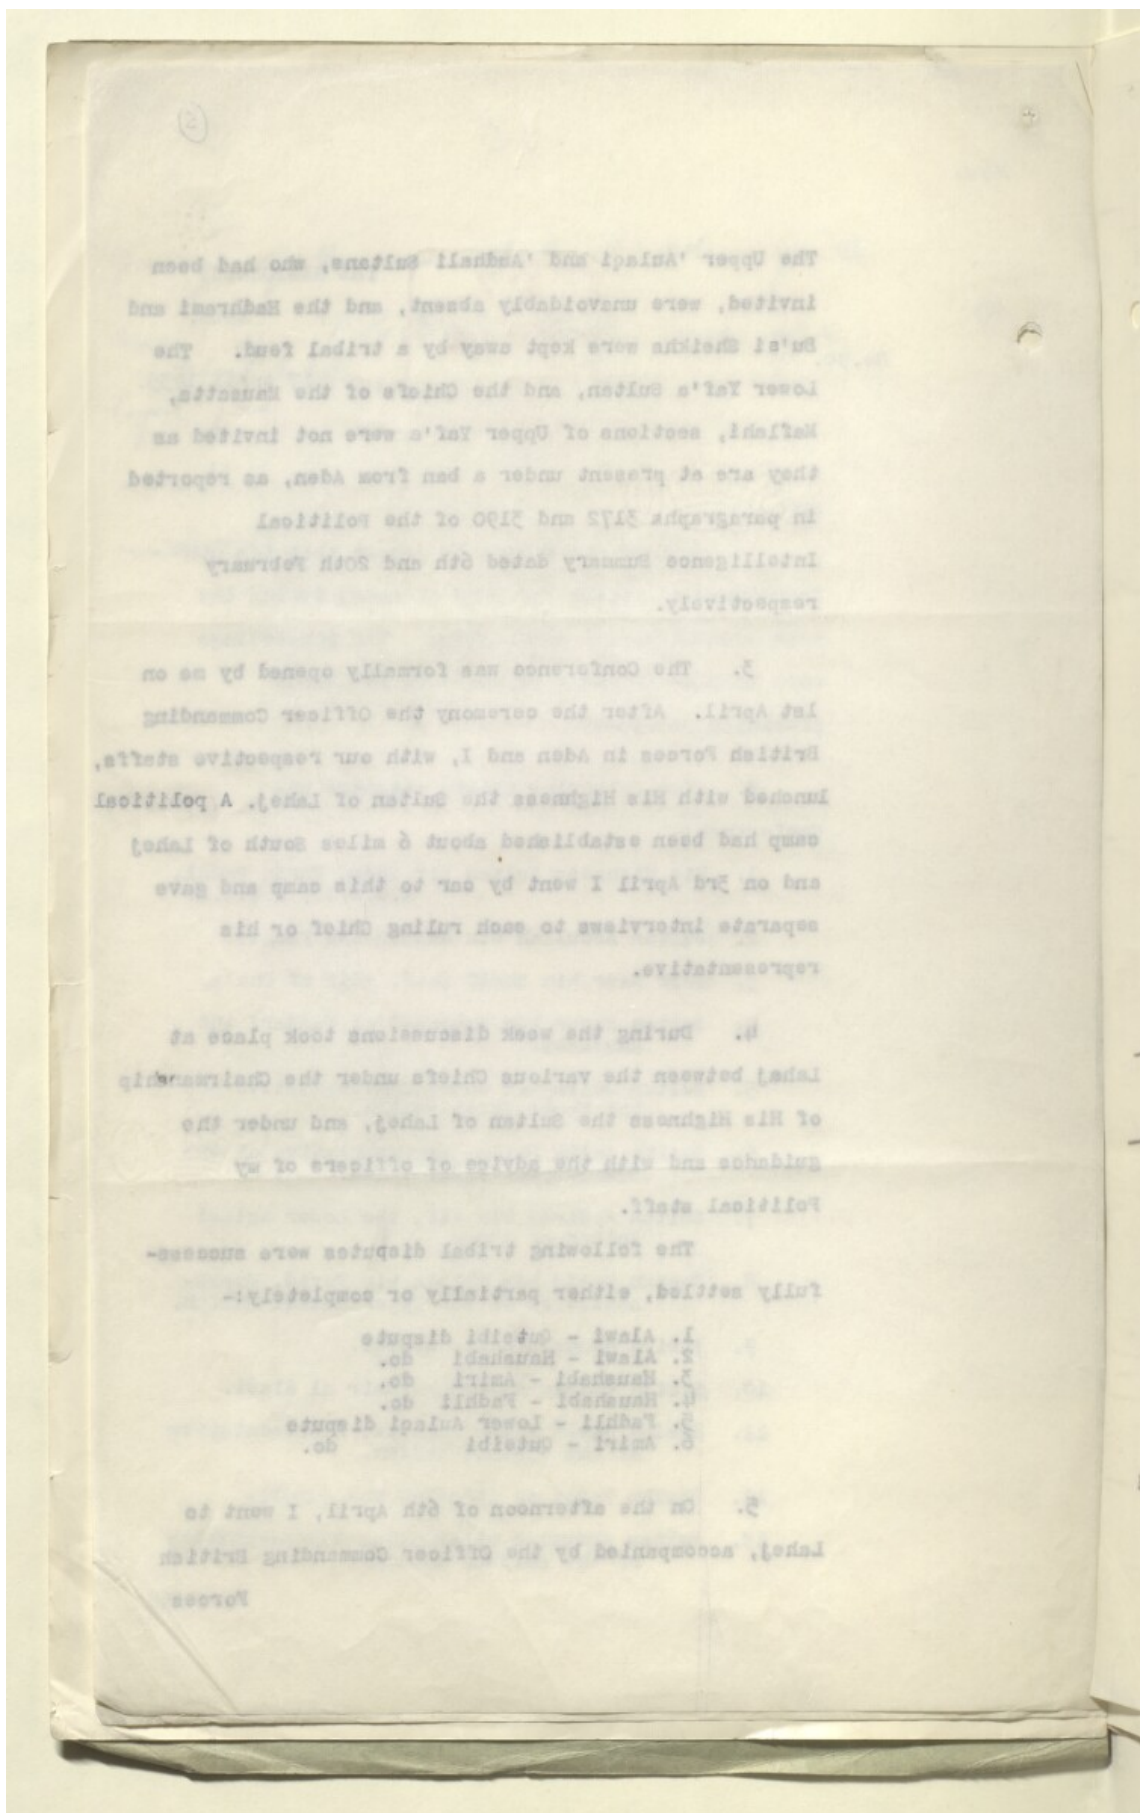 The Upper 'Aulaqi and 'Audhali Sultans, who had been
invited, were unavoidably absent, and the Hadhrami and
Bu'si Sheikhs were kept away by a tribal feud. The
Lower Yaf'a Sultan, and the Chiefs of the Mausatta,
Maflahi, sections of Upper Yaf'a were not invited as
they are at present under a ban from Aden, as reported
in paragraphs 3172 and 3190 of the Political
Intelligence Summary dated 6th and 20th February
respectively.
3. The Conference was formally opened by me on
1st April. After the ceremony the Officer Commanding
British Forces in Aden and I, with our respective staffs,
lunched with His Highness the Sultan of Lahej. A political
camp had been established about 6 miles South of Lahej
and on 3rd April I went by car to this camp and gave
separate interviews to each ruling Chief or his
representative.
4. During the week discussions took place at
Lahej between the various Chiefs under the Chairmanship
of His Highness the Sultan of Lahej, and under the
guidance and with the advice of officers of my
Political staff.
The following tribal disputes were success-
fully settled, either partially or completely:-
1. Alawi - Quteibi dispute
2. Alawi - Haushabi do.
3. Haushabi - Amiri do.
4. Haushabi - Fadhli do.
5. Fadhli - Lower Aulaqi dispute
6. Amiri - Quteibi do.
5. On the afternoon of 6th April, I went to
Lahej, accompanied by the Officer Commanding British
Forces